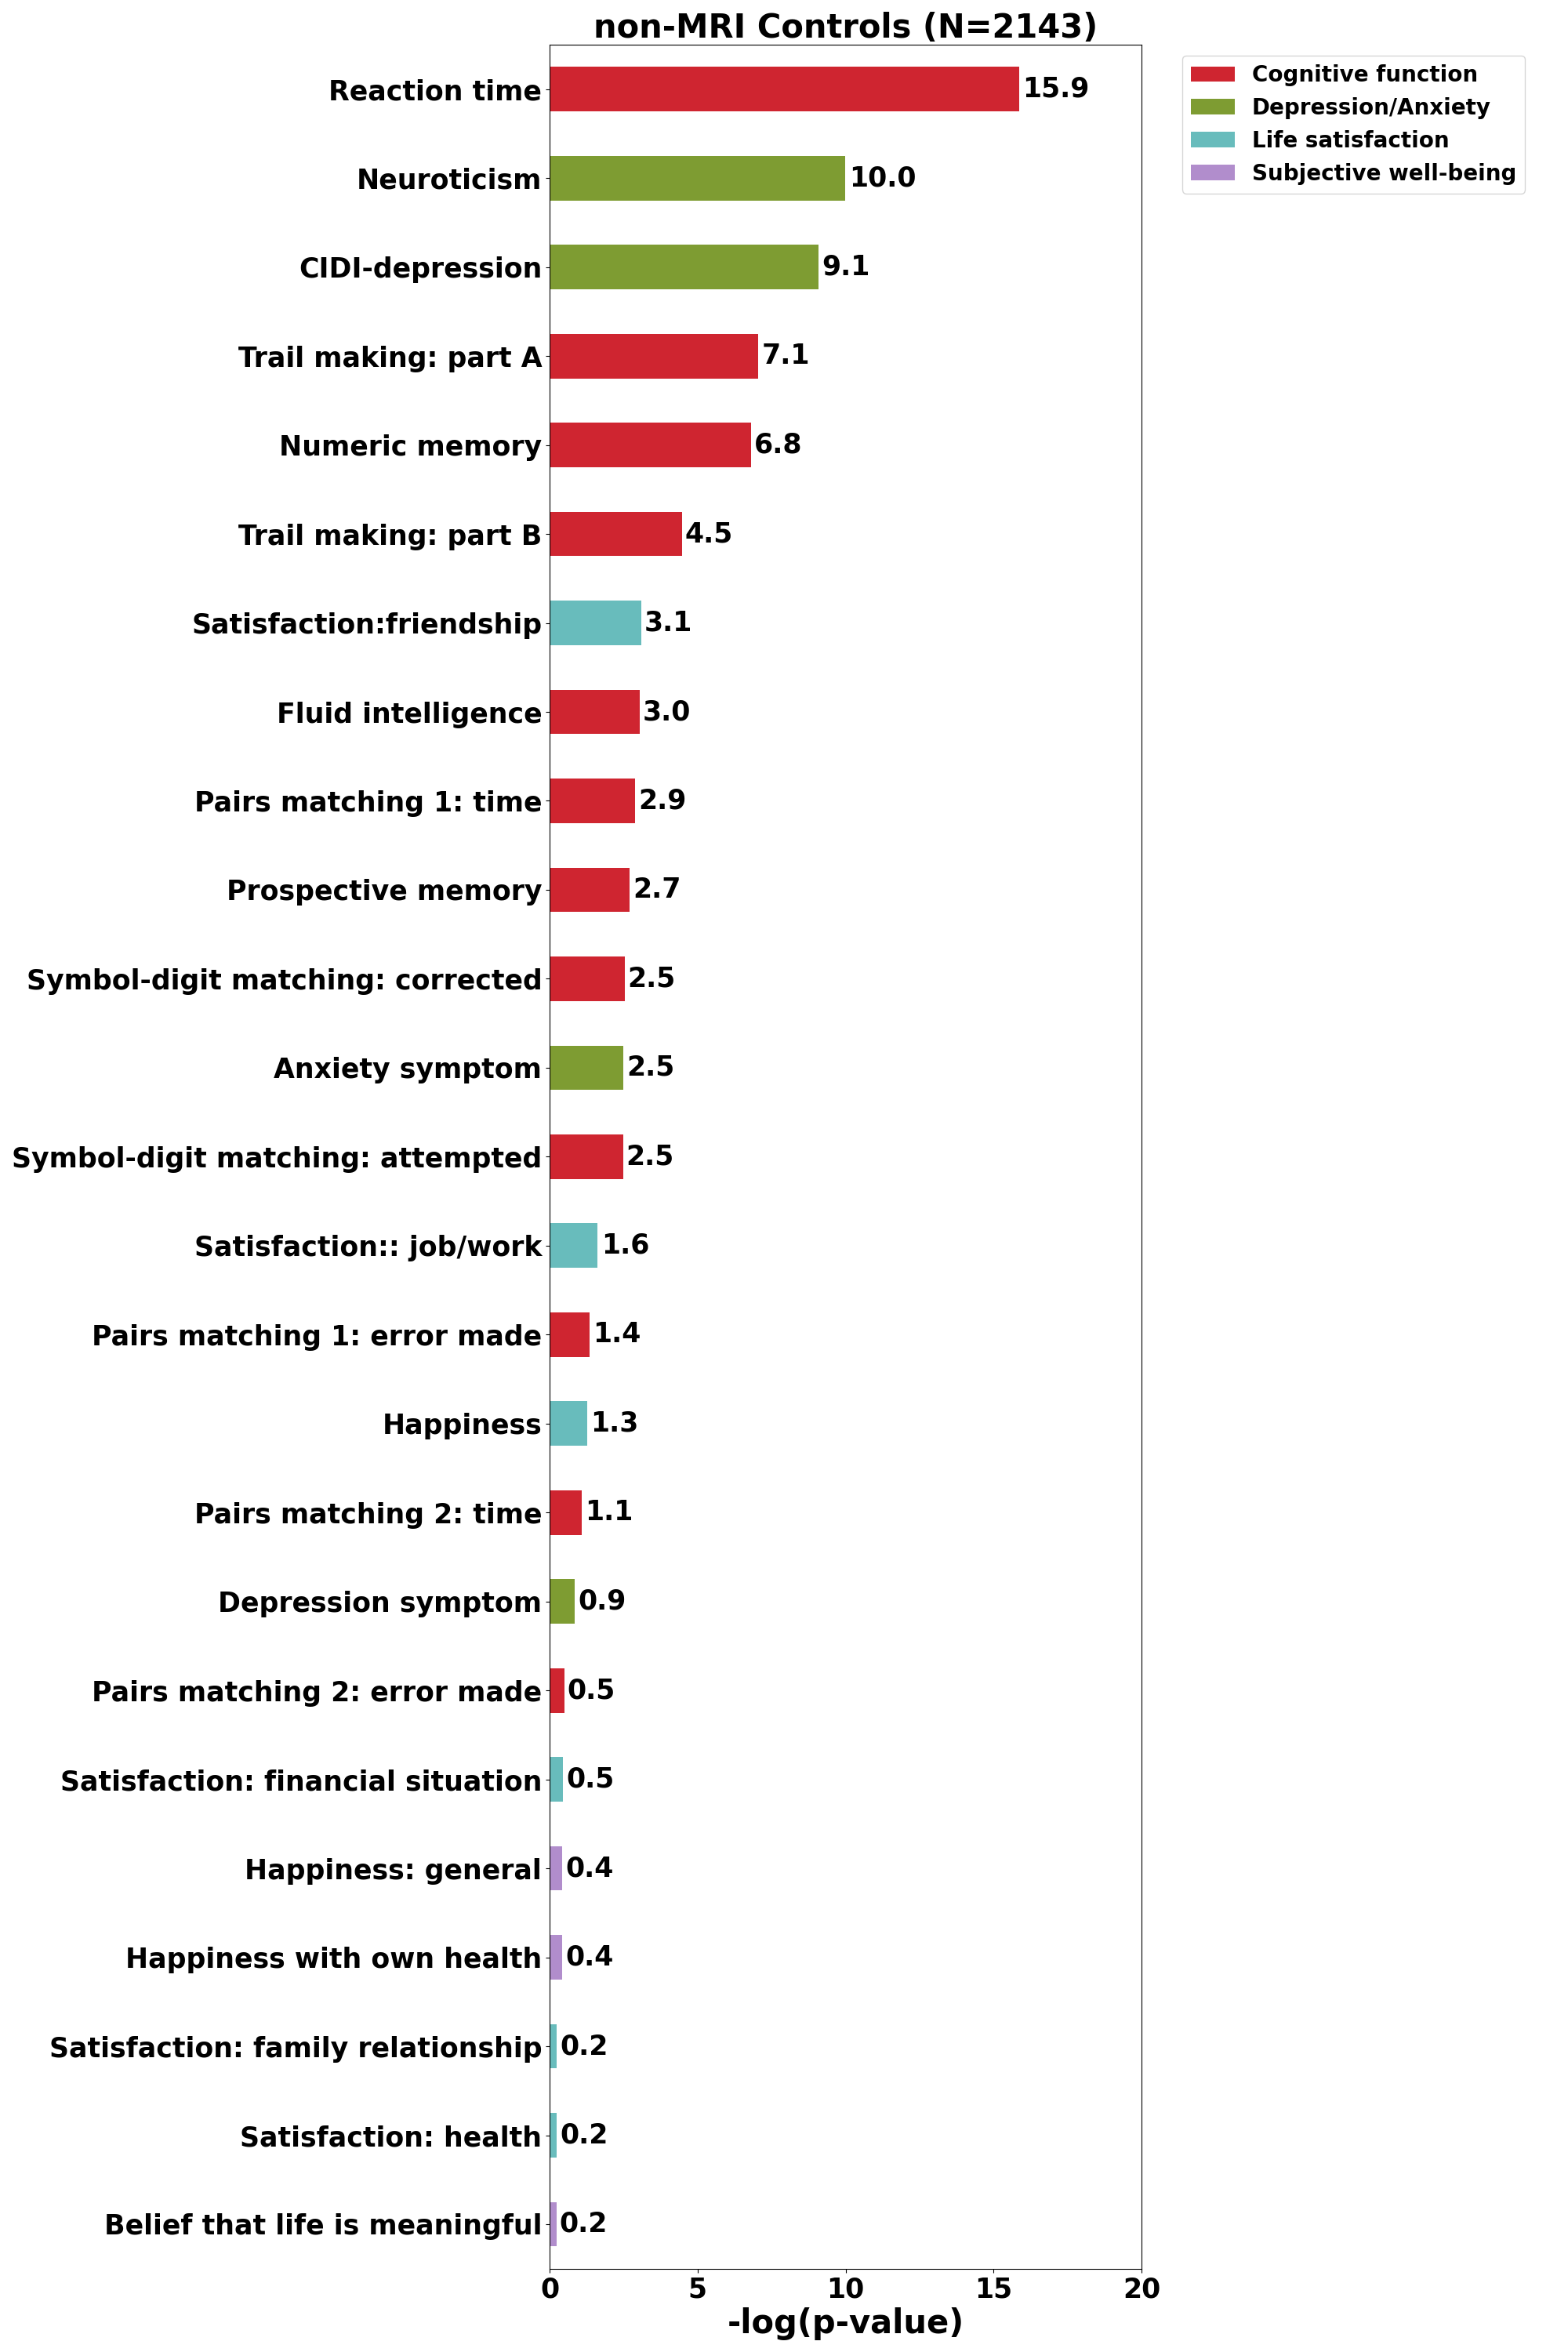 non-MRI Controls (N=2143)
Cognitive function
Depression/Anxiety
Life satisfaction
Subjective well-being
Reaction time 15.9
Neuroticism 10.0
CIDI-depression 9.1
Trail making: part A 7.1
Numeric memory 6.8
Trail making: part B 4.5
Satisfaction:friendship 3.1
Fluid intelligence 3.0
Pairs matching 1: time 2.9
Prospective memory 2.7
Symbol-digit matching: corrected 2.5
Anxiety symptom 2.5
Symbol-digit matching: attempted 2.5
Satisfaction:: job/work 1.6
Pairs matching 1: error made 1.4
Happiness 1.3
Pairs matching 2: time 1.1
Depression symptom 0.9
Pairs matching 2: error made 0.5
Satisfaction: financial situation 0.5
Happiness: general 0.4
Happiness with own health 0.4
Satisfaction: family relationship 0.2
Satisfaction: health 0.2
Belief that life is meaningful 0.2
0 5 10 15 20
-log(p-value)